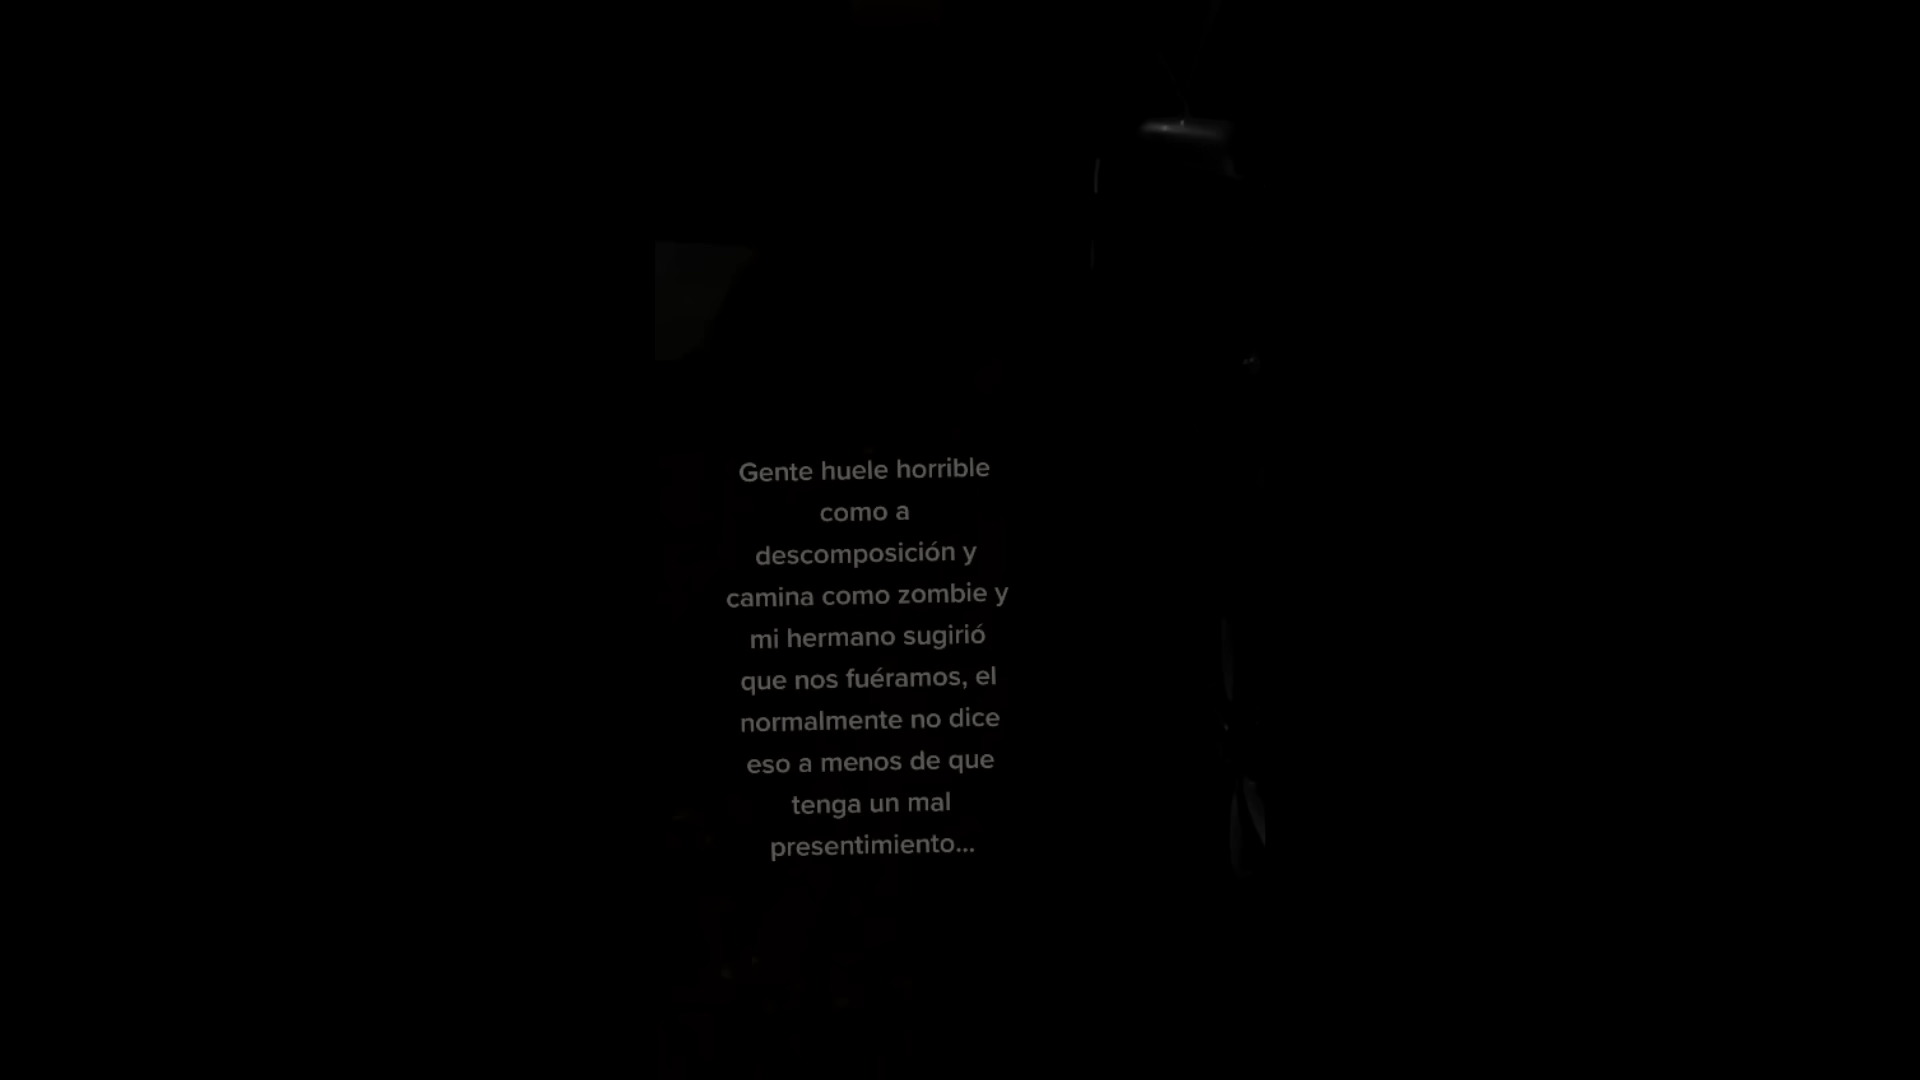 Gente huele horrible
como a
descomposición y
camina como zombie y
mi hermano sugirió
que nos fuéramos, el
normalmente no dice
eso a menos de que
tenga un mal
presentimiento...